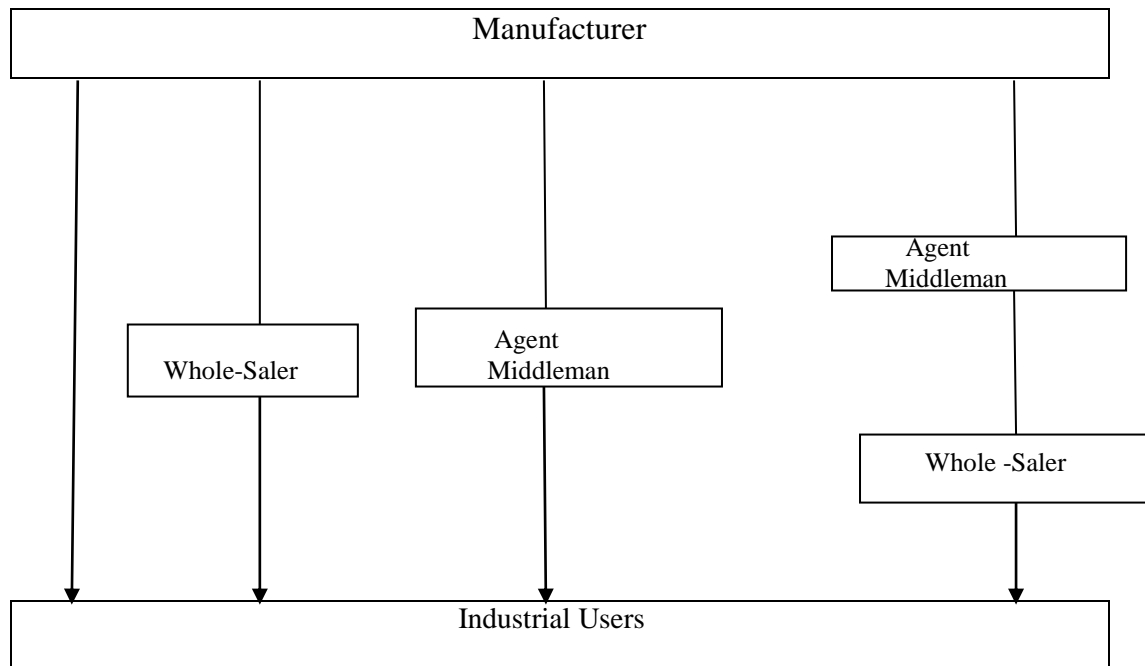 Manufacturer
Agent
Middleman
Whole-Saler
Agent
Middleman
Whole -Saler
Industrial Users